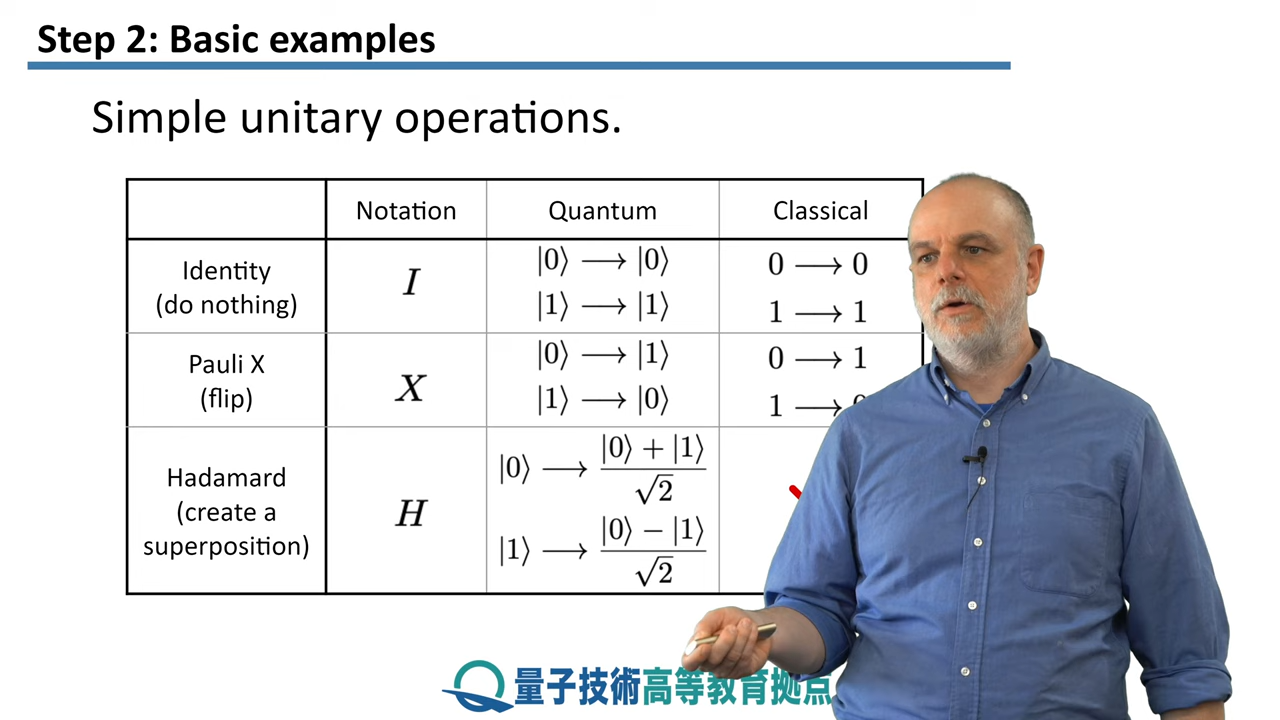 Step 2: Basic examples
Simple unitary operations.
Notation Quantum Classical
Identity
(do nothing)
I
|0⟩ ⟶ |0⟩
|1⟩ ⟶ |1⟩
0 ⟶ 0
1 ⟶ 1
Pauli X
(flip)
X
|0⟩ ⟶ |1⟩
|1⟩ ⟶ |0⟩
0 ⟶ 1
1 ⟶
Hadamard
(create a
superposition)
H
|0⟩ ⟶ (|0⟩ + |1⟩)/√2
|1⟩ ⟶ (|0⟩ − |1⟩)/√2
量子技術高等教育拠点